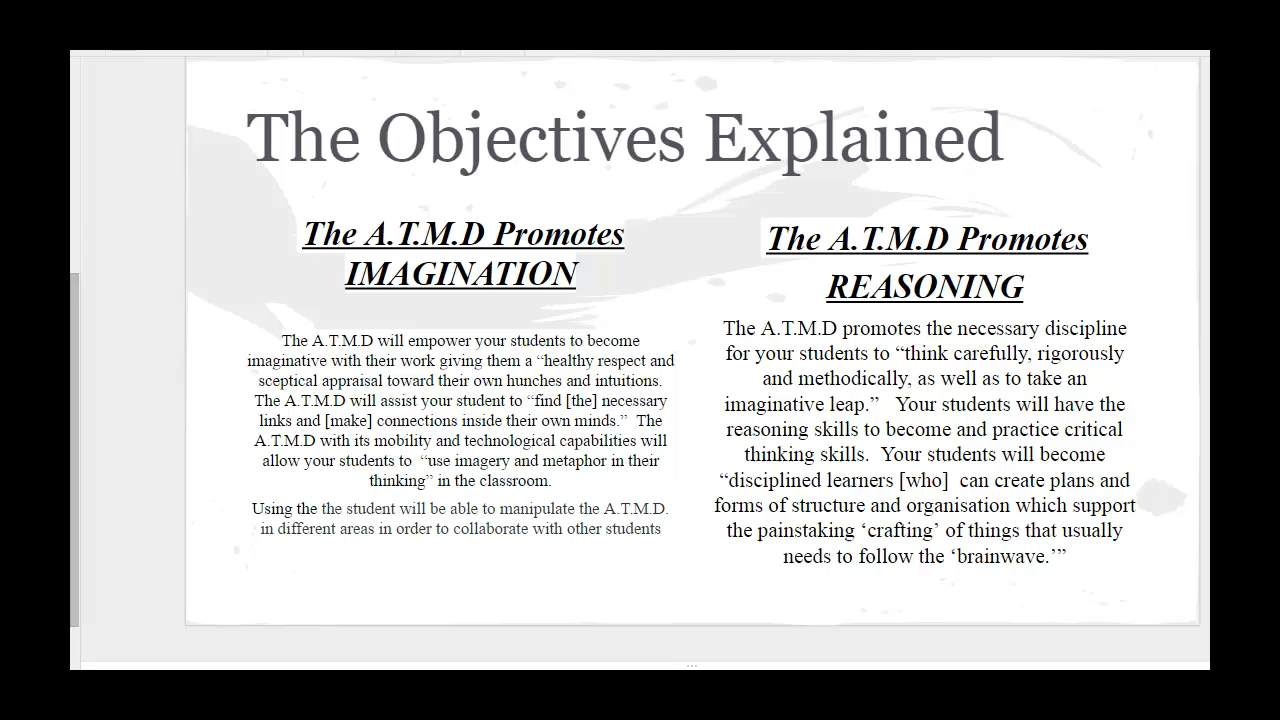 The Objectives Explained
The A.T.M.D Promotes
IMAGINATION
The A.T.M.D will empower your students to become
imaginative with their work giving them a “healthy respect and
sceptical appraisal toward their own hunches and intuitions.
The A.T.M.D will assist your student to “find [the] necessary
links and [make] connections inside their own minds.”  The
A.T.M.D with its mobility and technological capabilities will
allow your students to  “use imagery and metaphor in their
thinking” in the classroom.
Using the the student will be able to manipulate the A.T.M.D.
in different areas in order to collaborate with other students
The A.T.M.D Promotes
REASONING
The A.T.M.D promotes the necessary discipline
for your students to “think carefully, rigorously
and methodically, as well as to take an
imaginative leap.”   Your students will have the
reasoning skills to become and practice critical
thinking skills.  Your students will become
“disciplined learners [who]  can create plans and
forms of structure and organisation which support
the painstaking ‘crafting’ of things that usually
needs to follow the ‘brainwave.’”